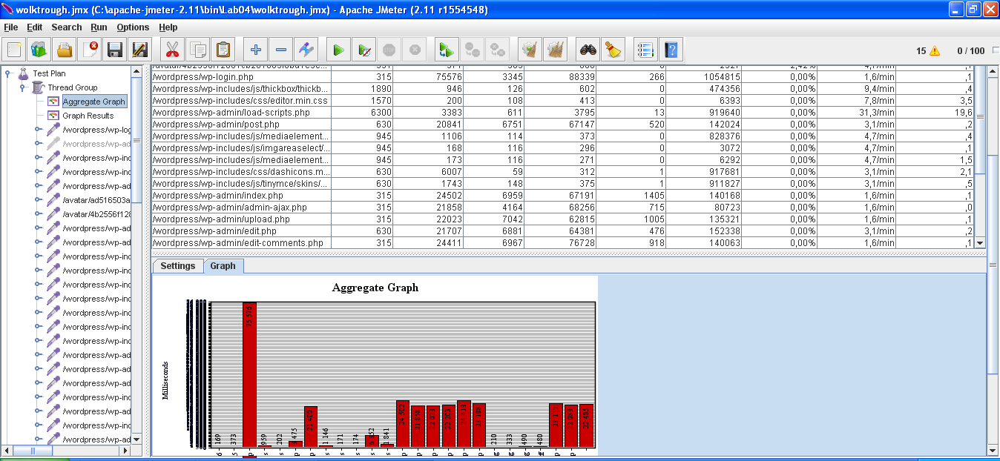 wolktrough.jmx (C:\apache-jmeter-2.11\bin\Lab04\wolktrough.jmx) - Apache JMeter (2.11 r1554548)
File Edit Search Run Options Help
15 0 / 100
Test Plan
Thread Group
Aggregate Graph
Graph Results
/wordpress/wp-log
/wordpress/wp-ad
/wordpress/wp-inc
/wordpress/wp-inc
/wordpress/wp-ad
/avatar/ad516503a
/avatar/4b2556f128
/wordpress/wp-ad
/wordpress/wp-ad
/wordpress/wp-inc
/wordpress/wp-inc
/wordpress/wp-inc
/wordpress/wp-inc
/wordpress/wp-inc
/wordpress/wp-inc
/wordpress/wp-ad
/wordpress/wp-ad
/wordpress/wp-ad
/wordpress/wp-inc
/wordpress/wp-ad
/wordpress/wp-inc
/wordpress/wp-ad
/wordpress/wp-login.php 315 75576 3345 88339 266 1054815 0,00% 1,6/min ,1
/wordpress/wp-includes/js/thickbox/thickb... 1890 946 126 602 0 474356 0,00% 9,4/min ,4
/wordpress/wp-includes/css/editor.min.css 1570 200 108 413 0 6393 0,00% 7,8/min 3,5
/wordpress/wp-admin/load-scripts.php 6300 3383 611 3795 13 919640 0,00% 31,3/min 19,6
/wordpress/wp-admin/post.php 630 20841 6751 67147 520 142024 0,00% 3,1/min ,2
/wordpress/wp-includes/js/mediaelement... 945 1106 114 373 0 828376 0,00% 4,7/min ,4
/wordpress/wp-includes/js/imgareaselect/... 945 168 116 296 0 3072 0,00% 4,7/min ,1
/wordpress/wp-includes/js/mediaelement... 945 173 116 271 0 6292 0,00% 4,7/min 1,5
/wordpress/wp-includes/css/dashicons.m... 630 6007 59 312 1 917681 0,00% 3,1/min 2,1
/wordpress/wp-includes/js/tinymce/skins/... 630 1743 148 375 1 911827 0,00% 3,1/min ,5
/wordpress/wp-admin/index.php 315 24502 6959 67191 1405 140168 0,00% 1,6/min ,1
/wordpress/wp-admin/admin-ajax.php 315 21858 4164 68256 715 80723 0,00% 1,6/min ,0
/wordpress/wp-admin/upload.php 315 22023 7042 62815 1005 135321 0,00% 1,6/min ,1
/wordpress/wp-admin/edit.php 630 21707 6881 64381 476 152338 0,00% 3,1/min ,2
/wordpress/wp-admin/edit-comments.php 315 24411 6967 76728 918 140063 0,00% 1,6/min ,1
Settings Graph
Aggregate Graph
Milliseconds
169 373 75 576 959 202 3 475 21 400 1 146 171 174 6 352 1 841 24 502 21 858 22 023 22 203 24 413 23 188 210 333 490 480 23 112 22 083 22 485